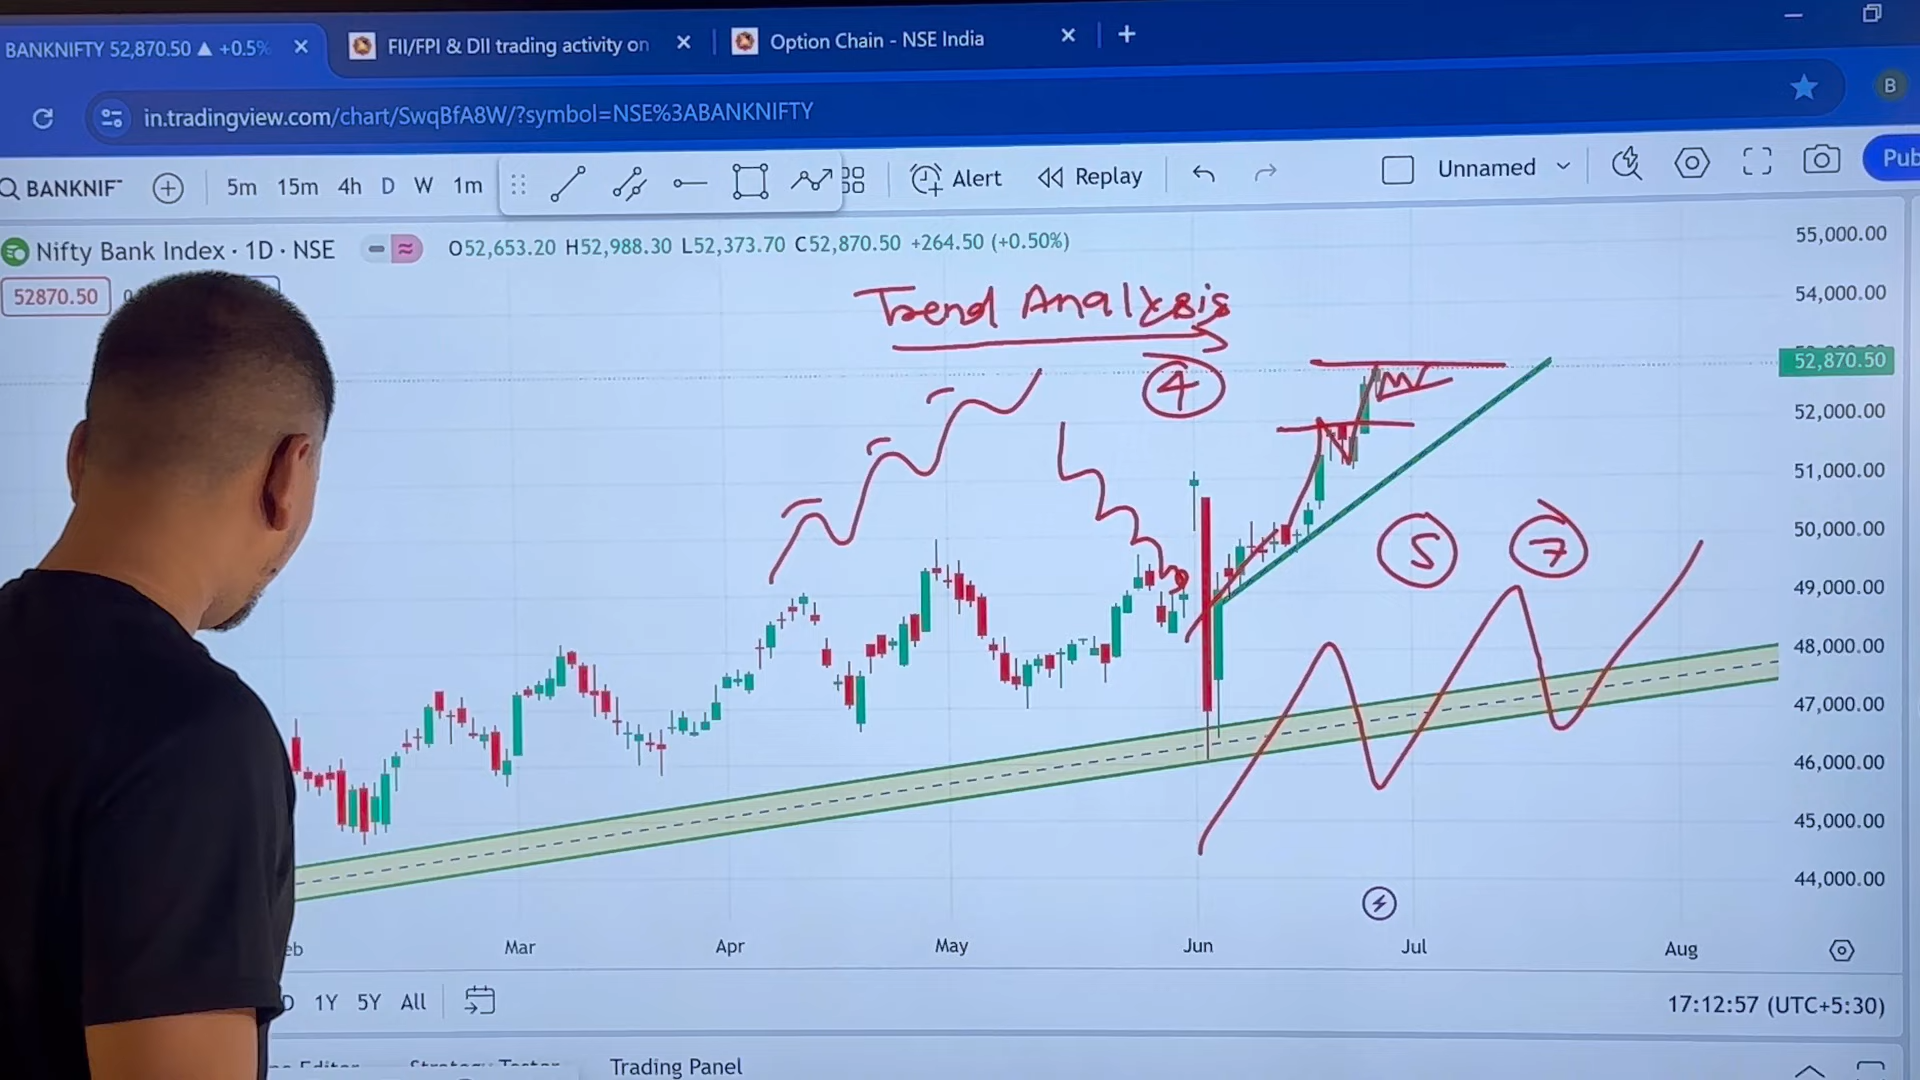 BANKNIFTY 52,870.50 ▲ +0.5%
FII/FPI & DII trading activity on
Option Chain - NSE India
B
in.tradingview.com/chart/SwqBfA8W/?symbol=NSE%3ABANKNIFTY
BANKNIF
5m 15m 4h D W 1m
Alert
Replay
Unnamed
Pub
Nifty Bank Index · 1D · NSE
O52,653.20 H52,988.30 L52,373.70 C52,870.50 +264.50 (+0.50%)
52870.50
Trend Analysis
4
5
7
55,000.00
54,000.00
52,870.50
52,000.00
51,000.00
50,000.00
49,000.00
48,000.00
47,000.00
46,000.00
45,000.00
44,000.00
eb Mar Apr May Jun Jul Aug
D 1Y 5Y All
17:12:57 (UTC+5:30)
Trading Panel